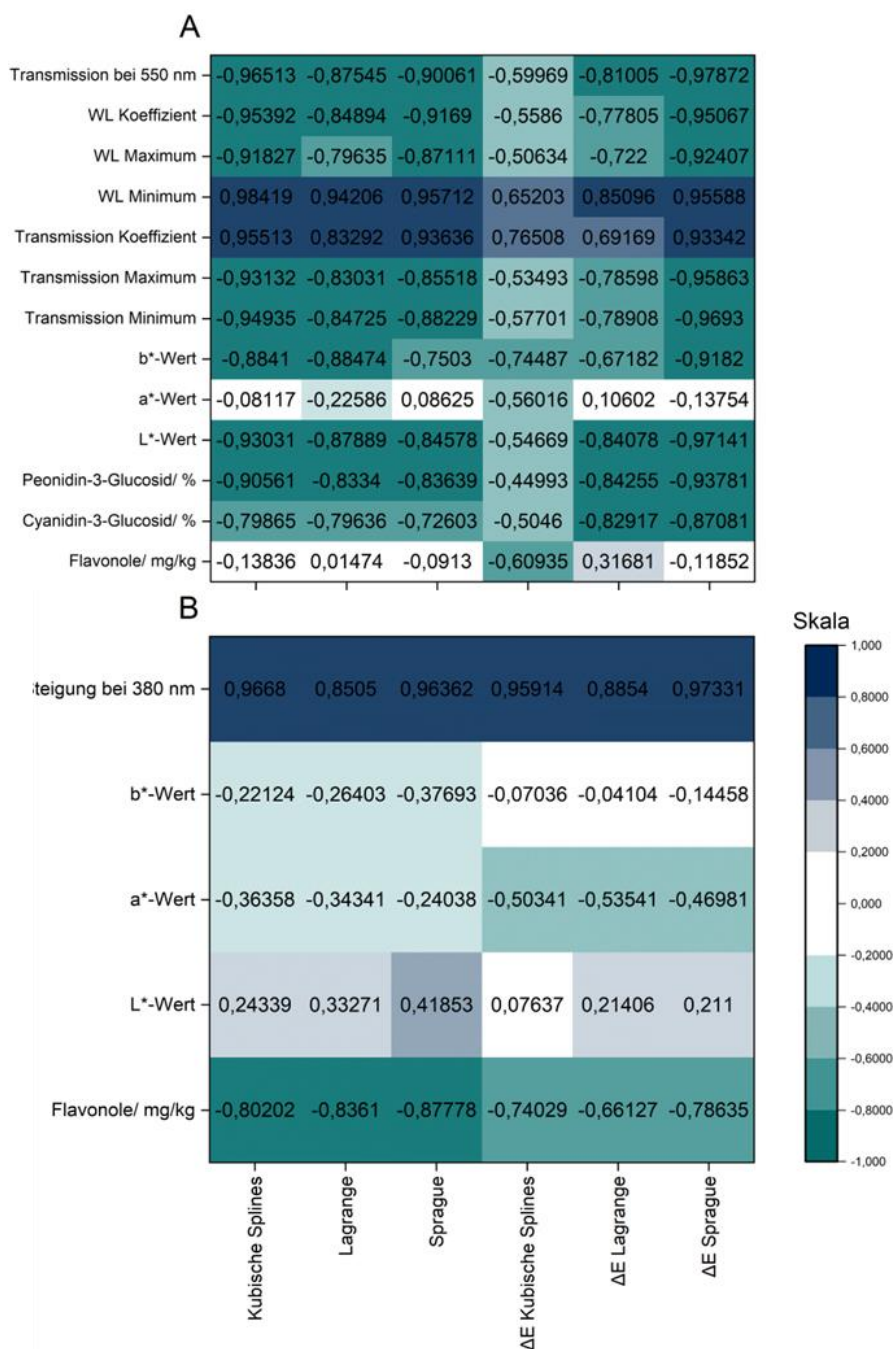 A
Transmission bei 550 nm -0,96513 -0,87545 -0,90061 -0,59969 -0,81005 -0,97872
WL Koeffizient -0,95392 -0,84894 -0,9169 -0,5586 -0,77805 -0,95067
WL Maximum -0,91827 -0,79635 -0,87111 -0,50634 -0,722 -0,92407
WL Minimum 0,98419 0,94206 0,95712 0,65203 0,85096 0,95588
Transmission Koeffizient 0,95513 0,83292 0,93636 0,76508 0,69169 0,93342
Transmission Maximum -0,93132 -0,83031 -0,85518 -0,53493 -0,78598 -0,95863
Transmission Minimum -0,94935 -0,84725 -0,88229 -0,57701 -0,78908 -0,9693
b*-Wert -0,8841 -0,88474 -0,7503 -0,74487 -0,67182 -0,9182
a*-Wert -0,08117 -0,22586 0,08625 -0,56016 0,10602 -0,13754
L*-Wert -0,93031 -0,87889 -0,84578 -0,54669 -0,84078 -0,97141
Peonidin-3-Glucosid/ % -0,90561 -0,8334 -0,83639 -0,44993 -0,84255 -0,93781
Cyanidin-3-Glucosid/ % -0,79865 -0,79636 -0,72603 -0,5046 -0,82917 -0,87081
Flavonole/ mg/kg -0,13836 0,01474 -0,0913 -0,60935 0,31681 -0,11852
B
teigung bei 380 nm 0,9668 0,8505 0,96362 0,95914 0,8854 0,97331
b*-Wert -0,22124 -0,26403 -0,37693 -0,07036 -0,04104 -0,14458
a*-Wert -0,36358 -0,34341 -0,24038 -0,50341 -0,53541 -0,46981
L*-Wert 0,24339 0,33271 0,41853 0,07637 0,21406 0,211
Flavonole/ mg/kg -0,80202 -0,8361 -0,87778 -0,74029 -0,66127 -0,78635
Kubische Splines
Lagrange
Sprague
ΔE Kubische Splines
ΔE Lagrange
ΔE Sprague
Skala
1,000
0,8000
0,6000
0,4000
0,2000
0,000
-0,2000
-0,4000
-0,6000
-0,8000
-1,000